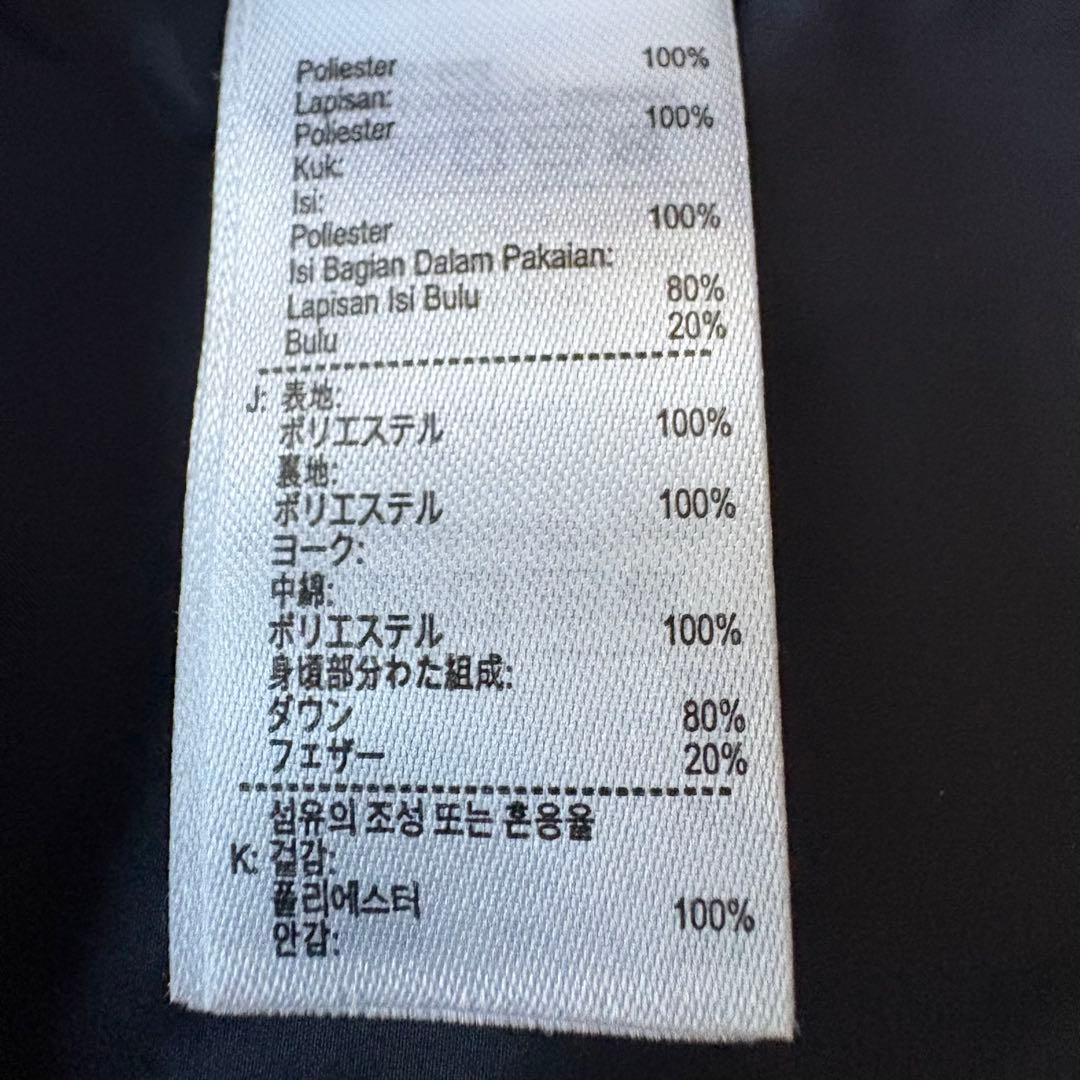 Poliester 100%
Lapisan:
Poliester 100%
Kuk:
Isi:
Poliester 100%
Isi Bagian Dalam Pakaian:
Lapisan Isi Bulu 80%
Bulu 20%
J: 表地:
ポリエステル 100%
裏地:
ポリエステル 100%
ヨーク:
中綿:
ポリエステル 100%
身頃部分わた組成:
ダウン 80%
フェザー 20%
섬유의 조성 또는 혼용율
K: 겉감:
폴리에스터 100%
안감: